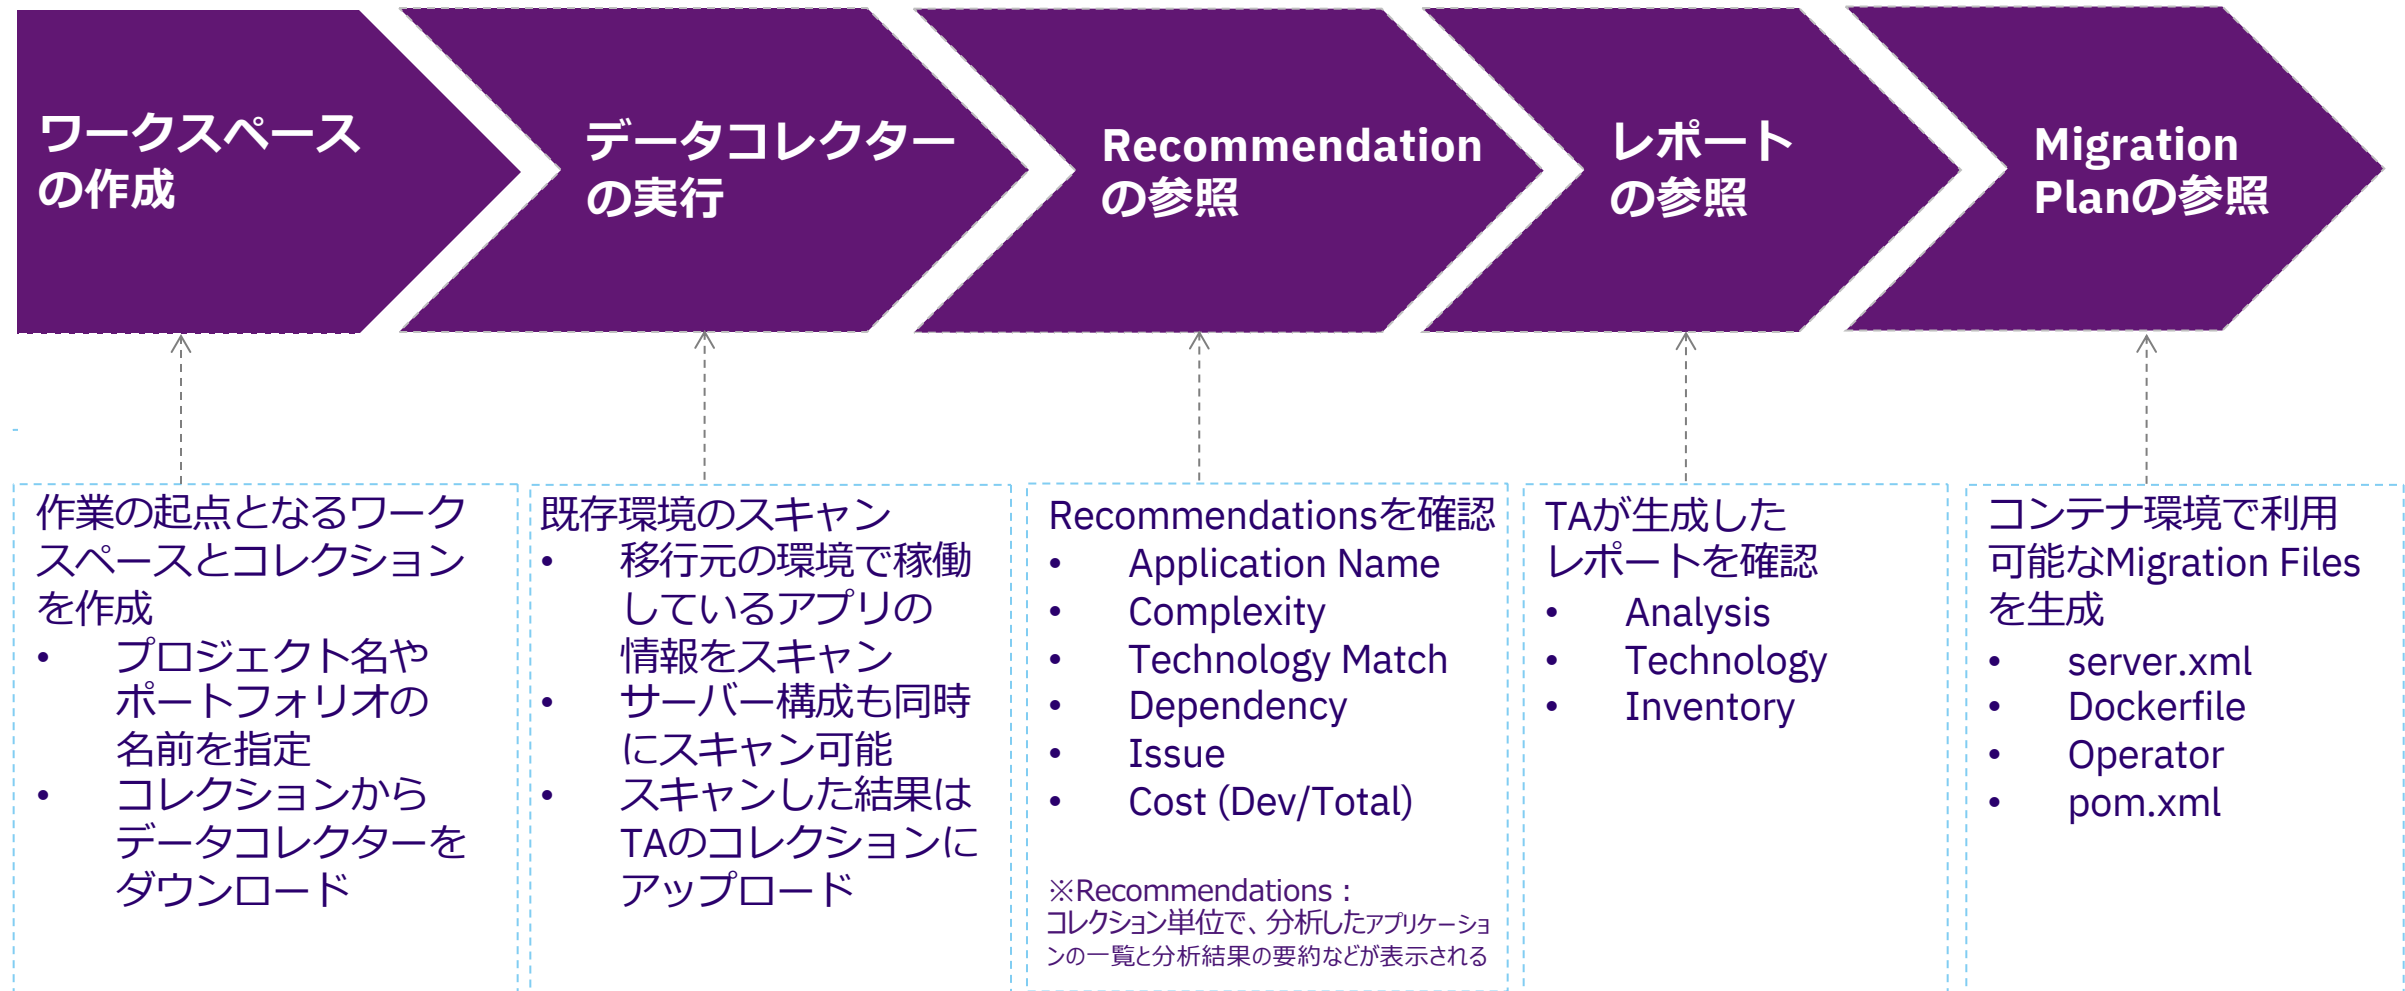 ワークスペース
の作成
データコレクター
の実行
Recommendation
の参照
レポート
の参照
Migration
Planの参照
作業の起点となるワーク
スペースとコレクション
を作成
• プロジェクト名や
ポートフォリオの
名前を指定
• コレクションから
データコレクターを
ダウンロード
既存環境のスキャン
• 移行元の環境で稼働
しているアプリの
情報をスキャン
• サーバー構成も同時
にスキャン可能
• スキャンした結果は
TAのコレクションに
アップロード
Recommendationsを確認
• Application Name
• Complexity
• Technology Match
• Dependency
• Issue
• Cost (Dev/Total)
※Recommendations：
コレクション単位で、分析したアプリケーショ
ンの一覧と分析結果の要約などが表示される
TAが生成した
レポートを確認
• Analysis
• Technology
• Inventory
コンテナ環境で利用
可能なMigration Files
を生成
• server.xml
• Dockerfile
• Operator
• pom.xml